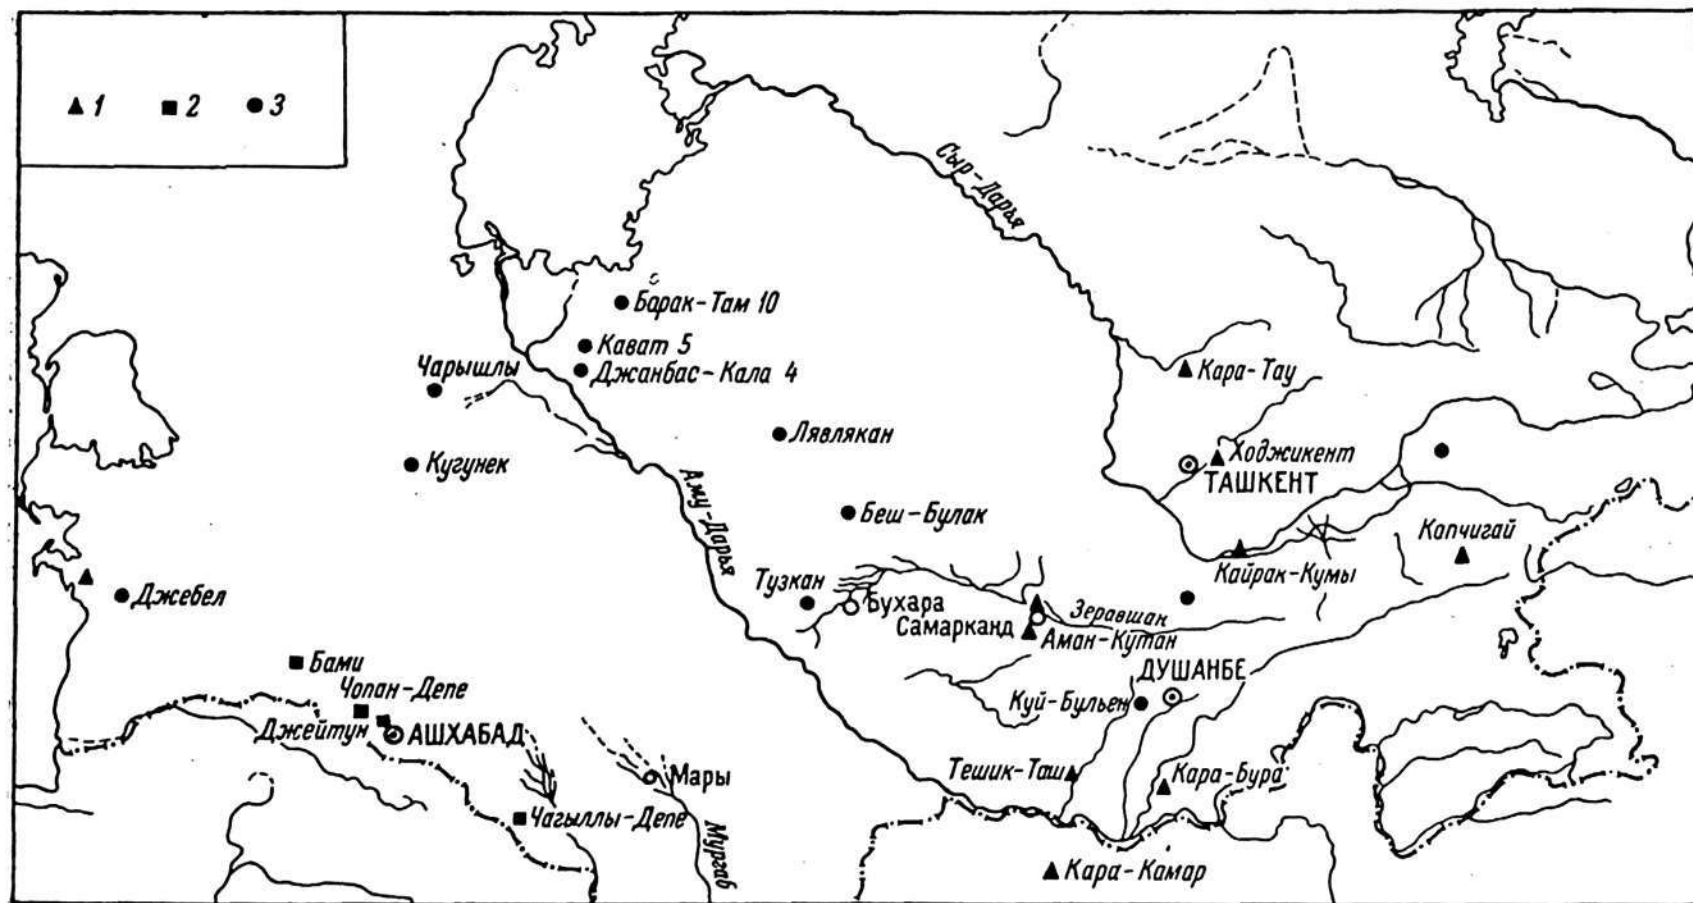 1 2 3
Сыр-Дарья
Барак-Там 10
Кават 5
Чарышлы
Джанбас-Кала 4
Кара-Тау
Лявлякан
Ходжикент
ТАШКЕНТ
Кугунек
Аму-Дарья
Беш-Булак
Капчигай
Кайрак-Кумы
Тузкан
Джебел
Бухара
Зеравшан
Самарканд
Аман-Кутан
Бами
ДУШАНБЕ
Чопан-Депе
Куй-Бульен
Джейтун
АШХАБАД
Тешик-Таш
Кара-Бура
Мары
Чагыллы-Депе
Мургаб
Кара-Камар